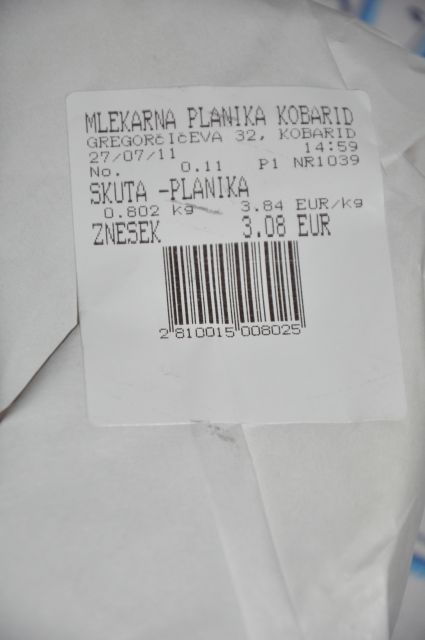 MLEKARNA PLANIKA KOBARID
GREGORčIčEVA 32, KOBARID
27/07/11 14:59
No. 0.11 P1 NR1039
SKUTA -PLANIKA
0.802 kg 3.84 EUR/kg
ZNESEK 3.08 EUR
2 810015 008025